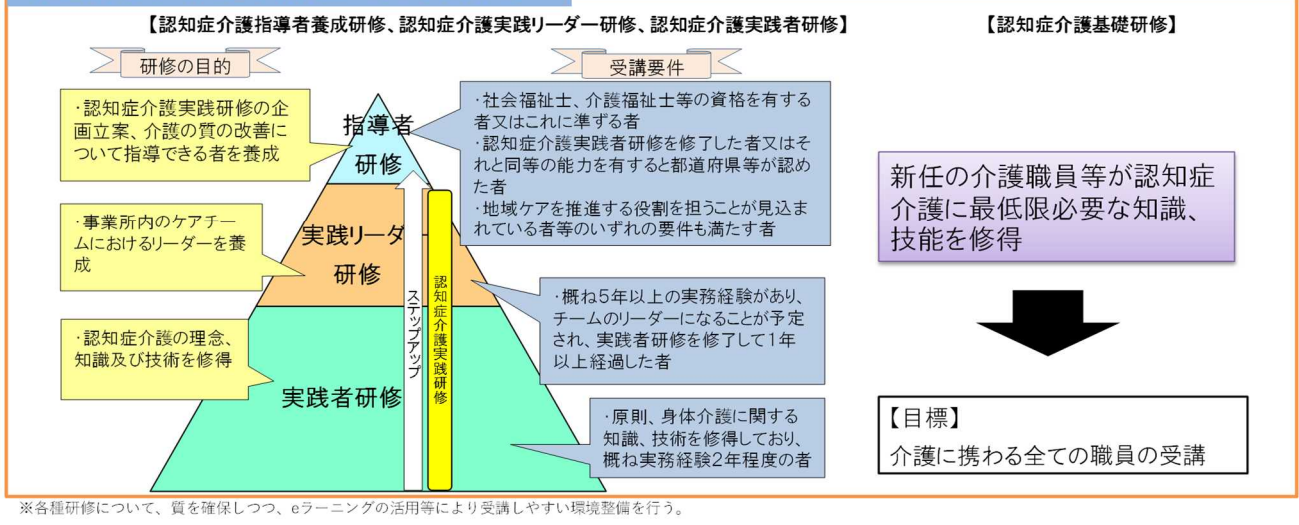 【認知症介護指導者養成研修、認知症介護実践リーダー研修、認知症介護実践者研修】
【認知症介護基礎研修】
研修の目的
受講要件
・認知症介護実践研修の企
画立案、介護の質の改善に
ついて指導できる者を養成
指導者
研修
・社会福祉士、介護福祉士等の資格を有する
者又はこれに準ずる者
・認知症介護実践者研修を修了した者又はそ
れと同等の能力を有すると都道府県等が認め
た者
・地域ケアを推進する役割を担うことが見込ま
れている者等のいずれの要件も満たす者
・事業所内のケアチー
ムにおけるリーダーを養
成
実践リーダー
研修
・概ね5年以上の実務経験があり、
チームのリーダーになることが予定
され、実践者研修を修了して1年
以上経過した者
・認知症介護の理念、
知識及び技術を修得
実践者研修
・原則、身体介護に関する
知識、技術を修得しており、
概ね実務経験2年程度の者
ステップアップ
認知症介護実践研修
新任の介護職員等が認知症
介護に最低限必要な知識、
技能を修得
【目標】
介護に携わる全ての職員の受講
※各種研修について、質を確保しつつ、eラーニングの活用等により受講しやすい環境整備を行う。